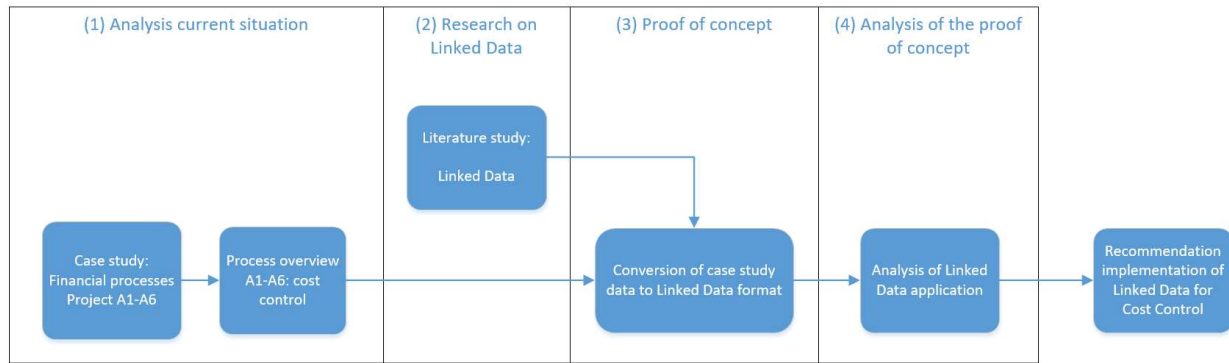 (1) Analysis current situation
(2) Research on
Linked Data
(3) Proof of concept
(4) Analysis of the proof
of concept
Literature study:
Linked Data
Case study:
Financial processes
Project A1-A6
Process overview
A1-A6: cost
control
Conversion of case study
data to Linked Data format
Analysis of Linked
Data application
Recommendation
implementation of
Linked Data for
Cost Control